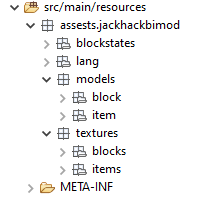 src/main/resources
assests.jackhackbimod
blockstates
lang
models
block
item
textures
blocks
items
META-INF